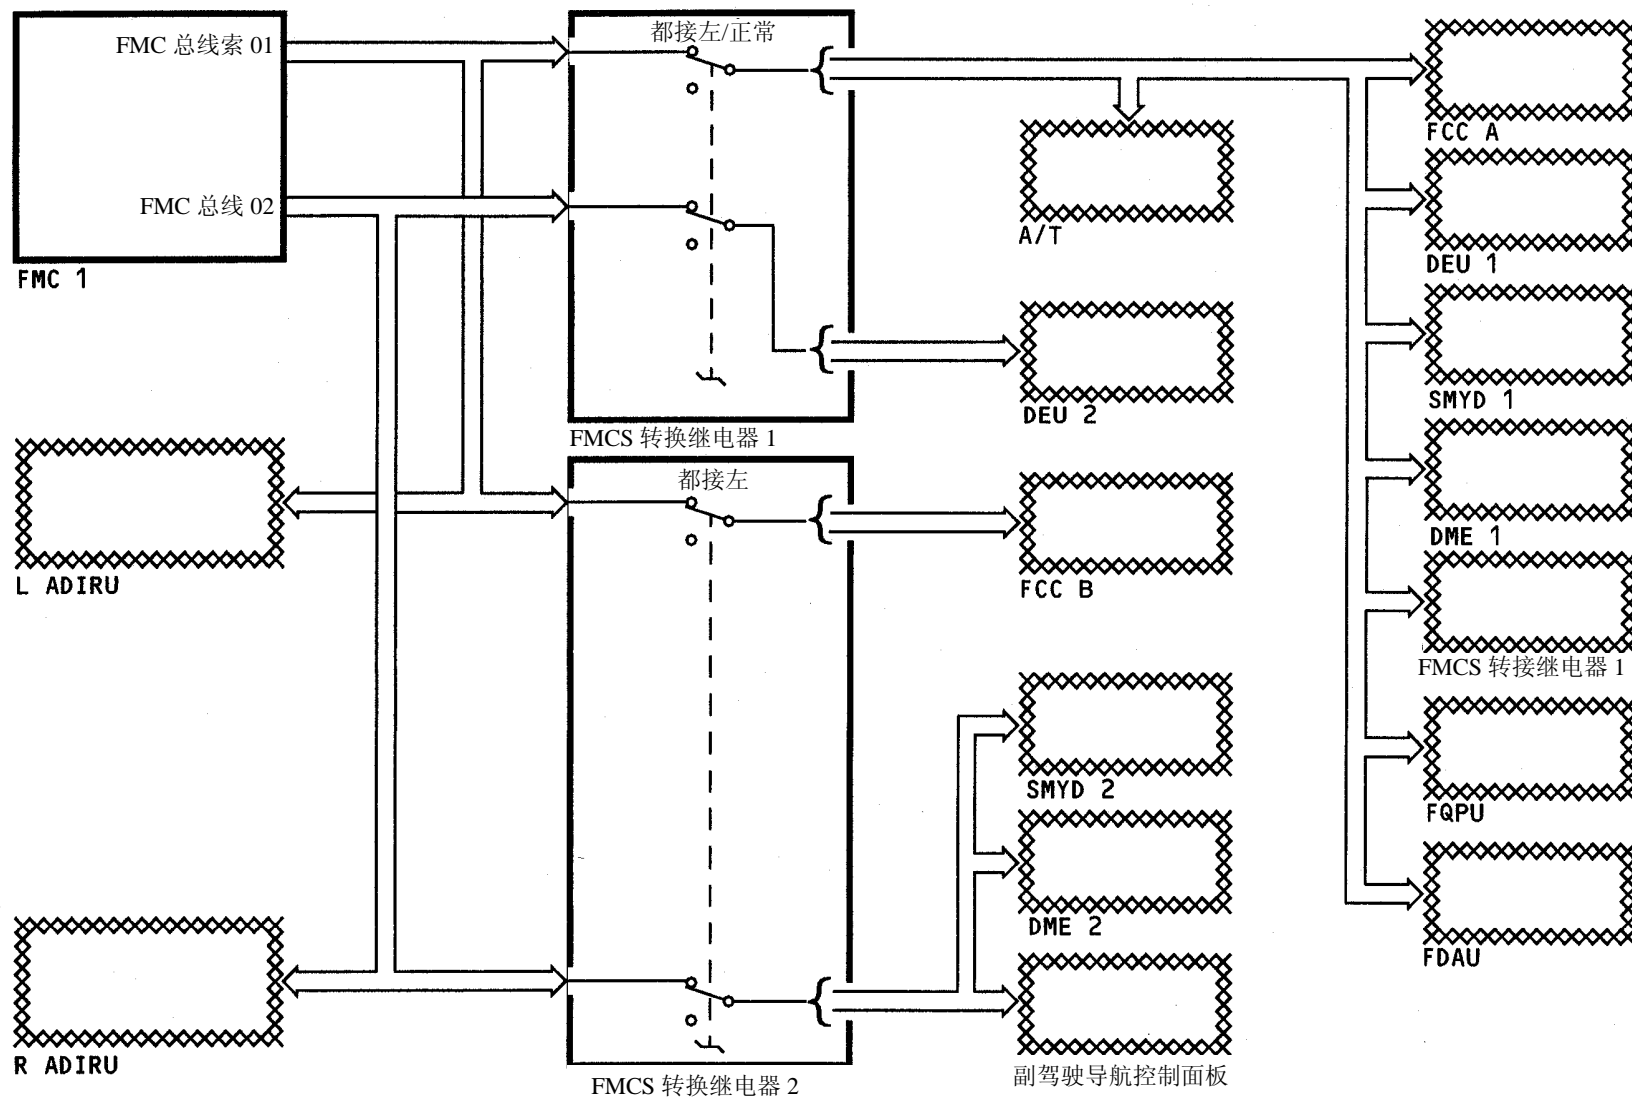 FMC 总线索 01
FMC 总线 02
FMC 1
都接左/正常
FMCS 转换继电器 1
A/T
DEU 2
FCC A
DEU 1
SMYD 1
DME 1
FMCS 转接继电器 1
FQPU
FDAU
L ADIRU
都接左
FCC B
SMYD 2
DME 2
副驾驶导航控制面板
R ADIRU
FMCS 转换继电器 2